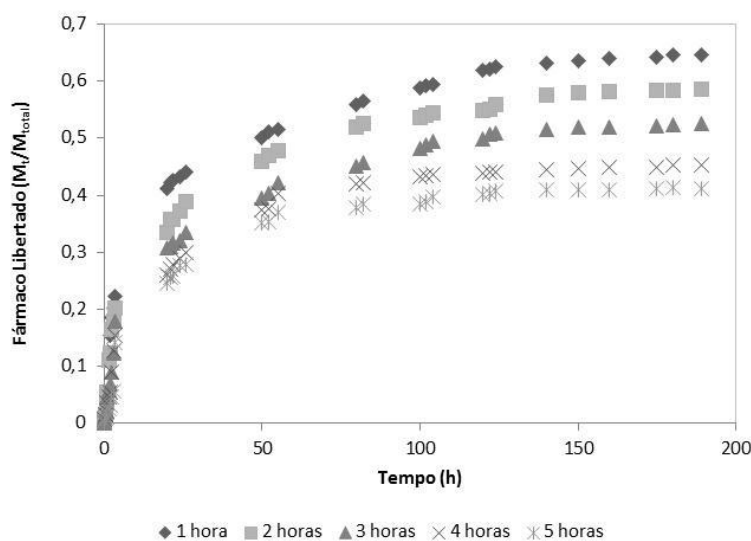 0,7
0,6
0,5
0,4
0,3
0,2
0,1
0
Fármaco Libertado (Mt/Mtotal)
0 50 100 150 200
Tempo (h)
1 hora 2 horas 3 horas 4 horas 5 horas